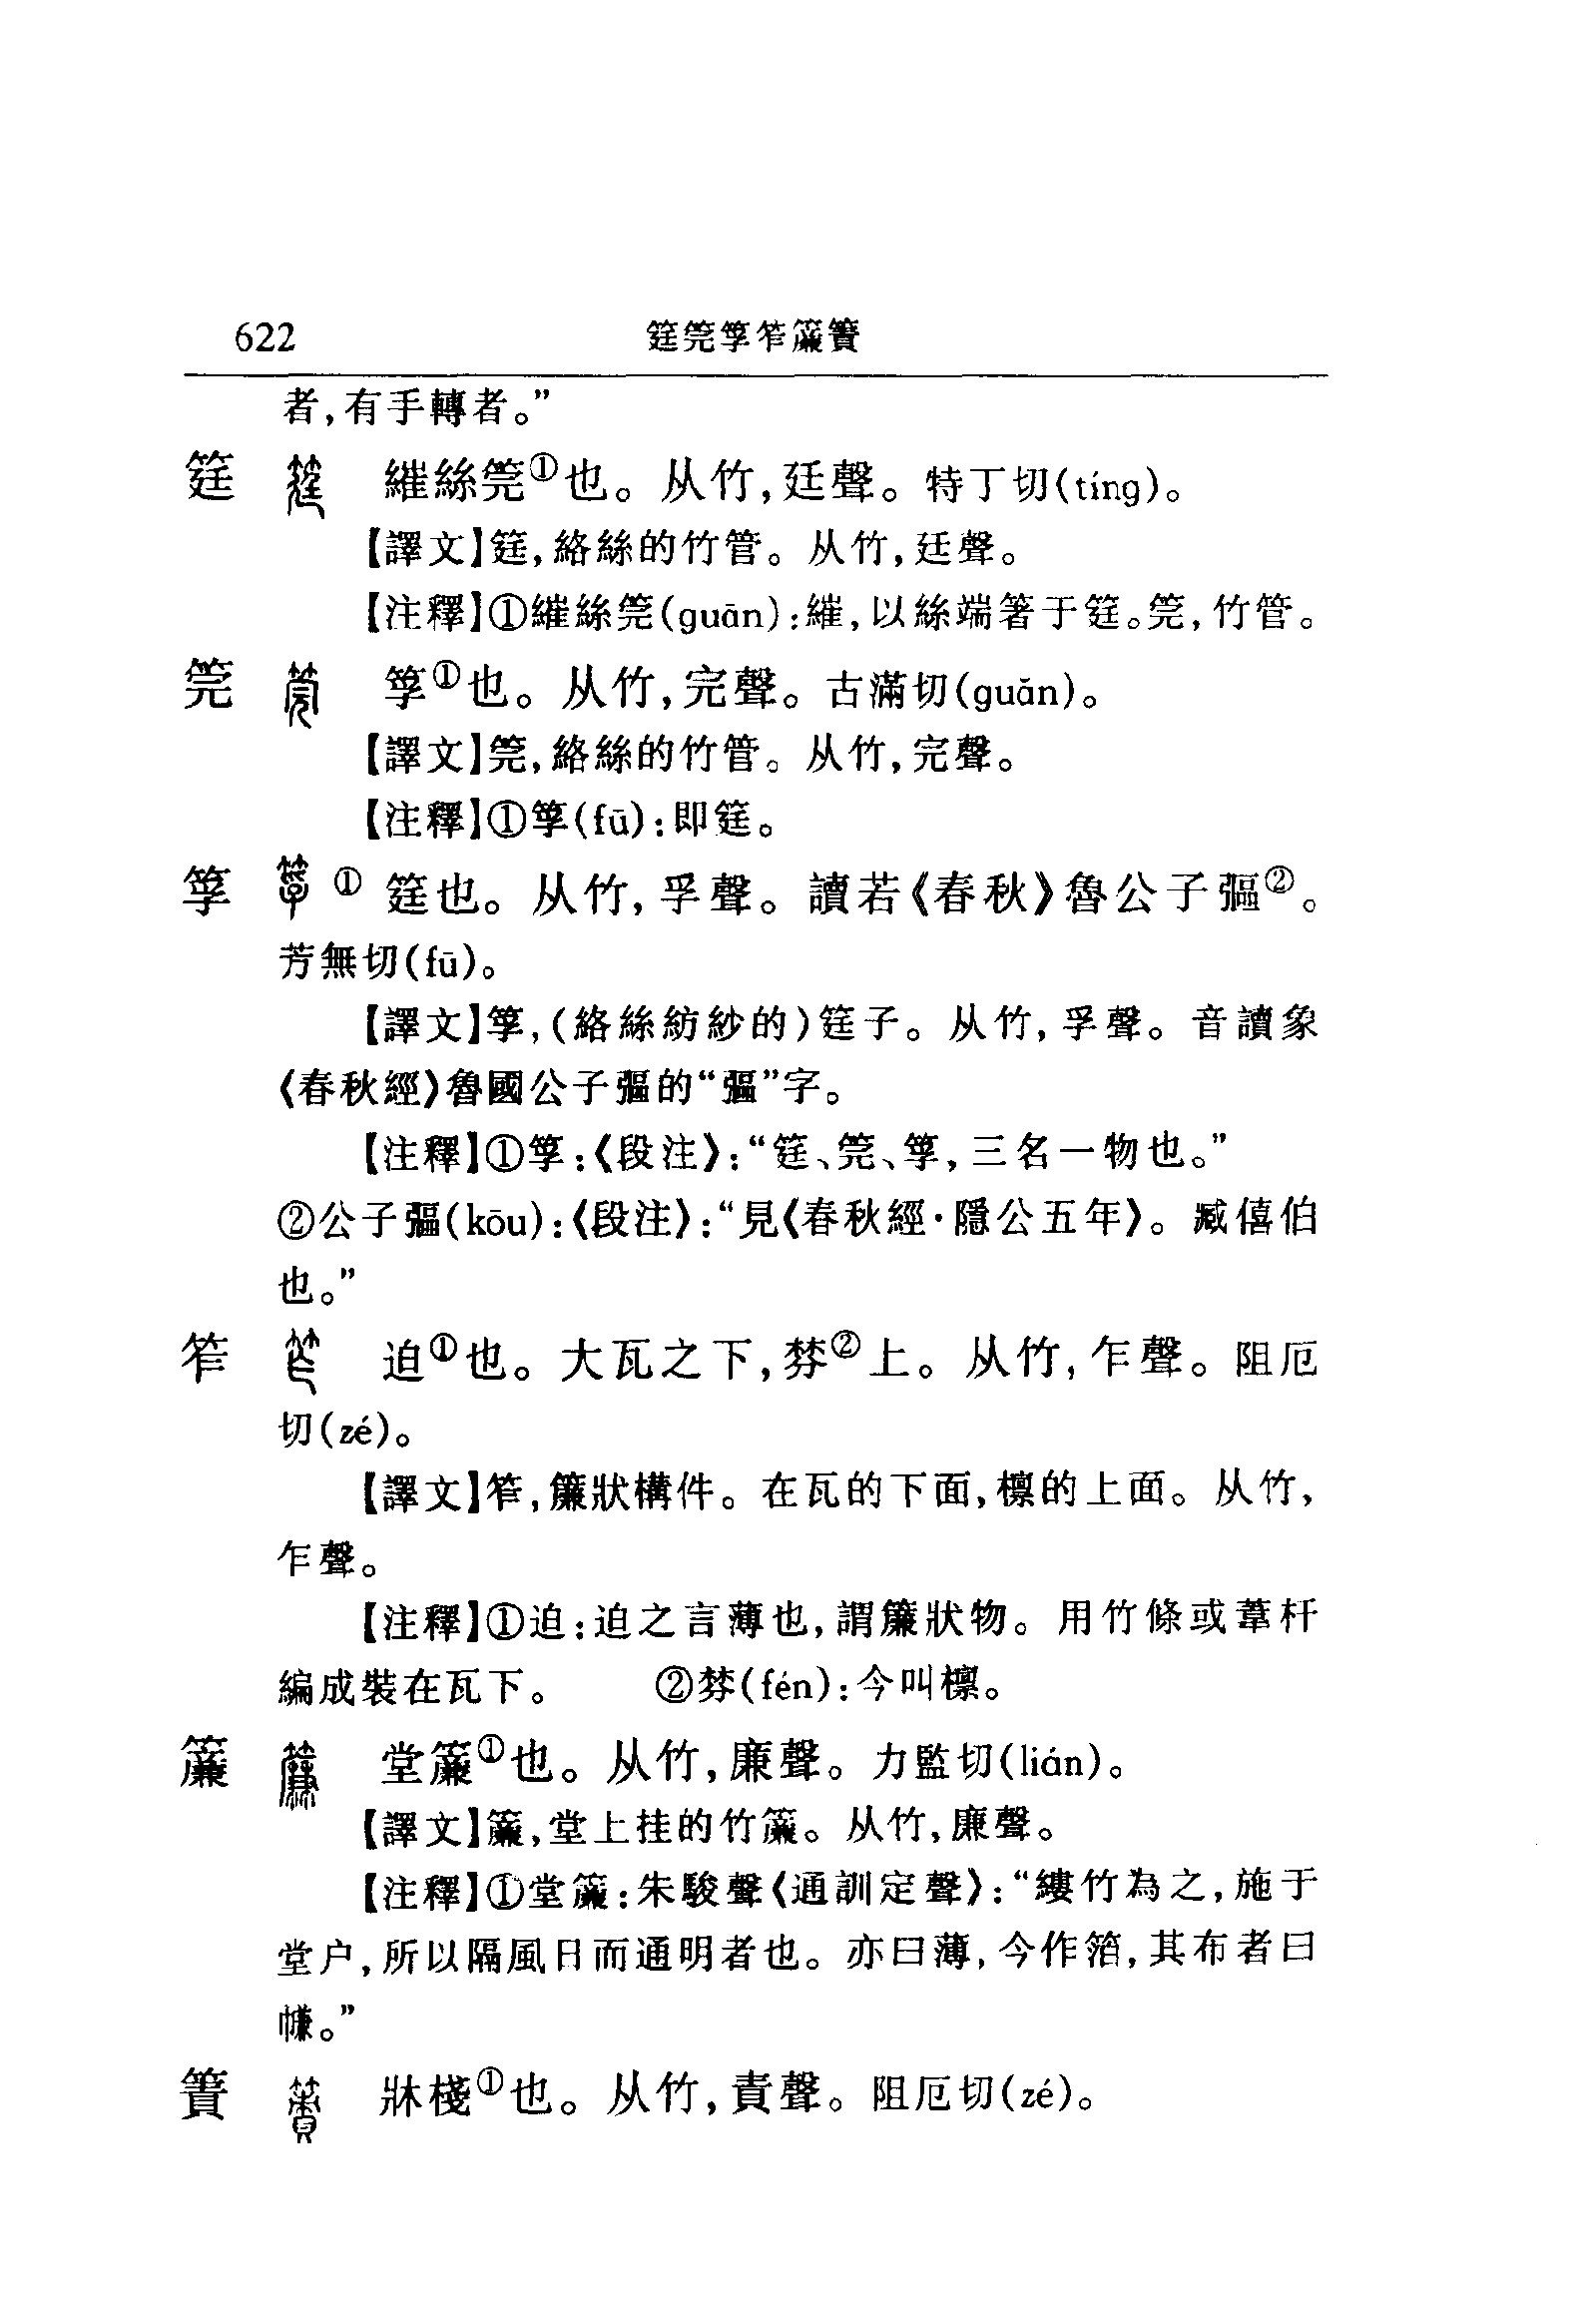 622 筳筦筟筰簾簀
者,有手轉者。”
筳 繀絲筦①也。从竹,廷聲。特丁切(tíng)。
【譯文】筳,絡絲的竹管。从竹,廷聲。
【注釋】①繀絲筦(guān):繀,以絲端箸于筳。筦,竹管。
筦 筟①也。从竹,完聲。古滿切(guǎn)。
【譯文】筦,絡絲的竹管。从竹,完聲。
【注釋】①筟(fū):即筳。
筟 ① 筳也。从竹,孚聲。讀若《春秋》魯公子彄②。
芳無切(fū)。
【譯文】筟,(絡絲紡紗的)筳子。从竹,孚聲。音讀象
《春秋經》魯國公子彄的“彄”字。
【注釋】①筟:《段注》:“筳、筦、筟,三名一物也。”
②公子彄(kōu):《段注》:“見《春秋經·隱公五年》。臧僖伯
也。”
笮 迫①也。大瓦之下,棼②上。从竹,乍聲。阻厄
切(zé)。
【譯文】笮,簾狀構件。在瓦的下面,檁的上面。从竹,
乍聲。
【注釋】①迫:迫之言薄也,謂簾狀物。用竹條或葦杆
編成裝在瓦下。 ②棼(fén):今叫檁。
簾 堂簾①也。从竹,廉聲。力監切(lián)。
【譯文】簾,堂上挂的竹簾。从竹,廉聲。
【注釋】①堂簾:朱駿聲《通訓定聲》:“縷竹為之,施于
堂户,所以隔風日而通明者也。亦曰薄,今作箔,其布者曰
㡘。”
簀 牀棧①也。从竹,責聲。阻厄切(zé)。